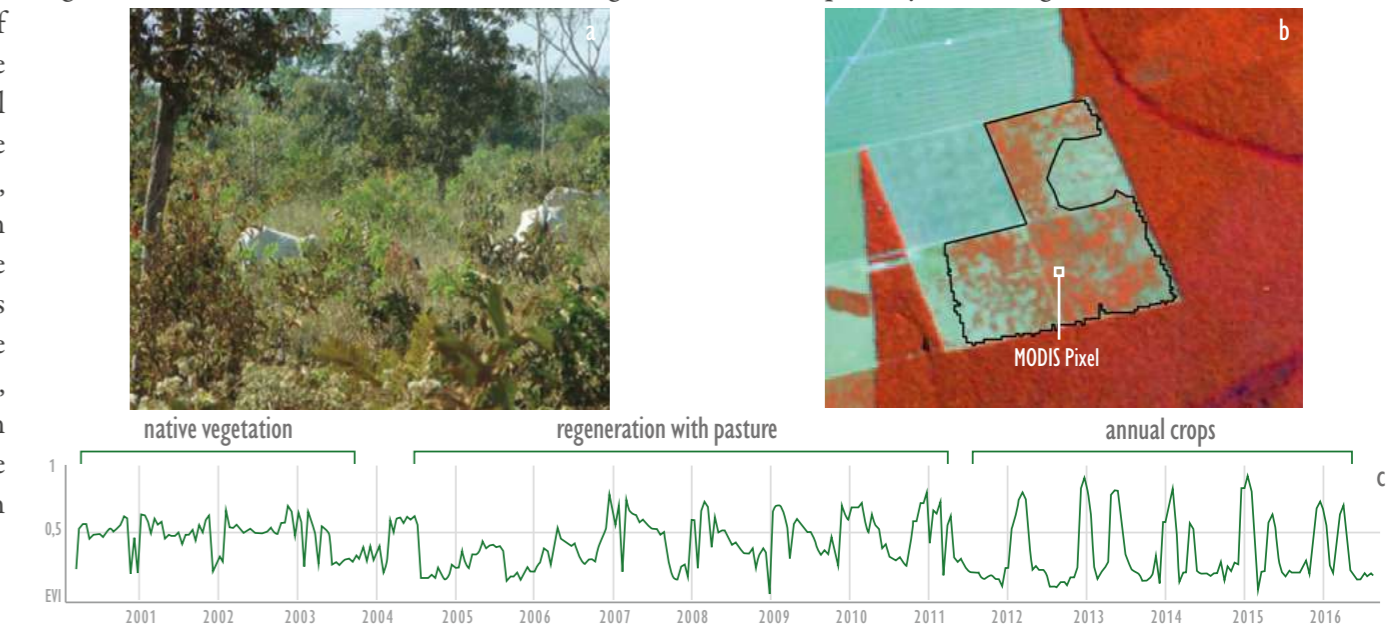 f
e
l
e
,
n
e
s
e
,
n
e
n
a
b
MODIS Pixel
native vegetation
regeneration with pasture
annual crops
c
1
0,5
EVI
2001 2002 2003 2004 2005 2006 2007 2008 2009 2010 2011 2012 2013 2014 2015 2016